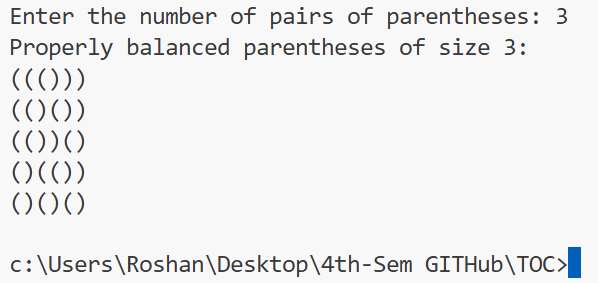 Enter the number of pairs of parentheses: 3
Properly balanced parentheses of size 3:
((()))
(()())
(())()
()(())
()()()
c:\Users\Roshan\Desktop\4th-Sem GITHub\TOC>